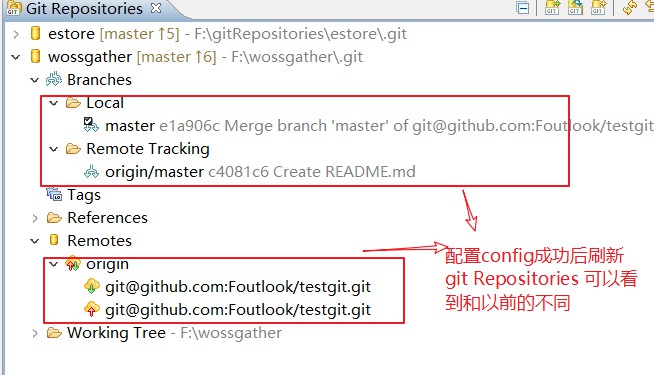 Git Repositories
estore [master ↑5] - F:\gitRepositories\estore\.git
wossgather [master ↑6] - F:\wossgather\.git
Branches
Local
master e1a906c Merge branch 'master' of git@github.com:Foutlook/testgit
Remote Tracking
origin/master c4081c6 Create README.md
Tags
References
Remotes
origin
git@github.com:Foutlook/testgit.git
git@github.com:Foutlook/testgit.git
Working Tree - F:\wossgather
配置config成功后刷新
git Repositories 可以看
到和以前的不同